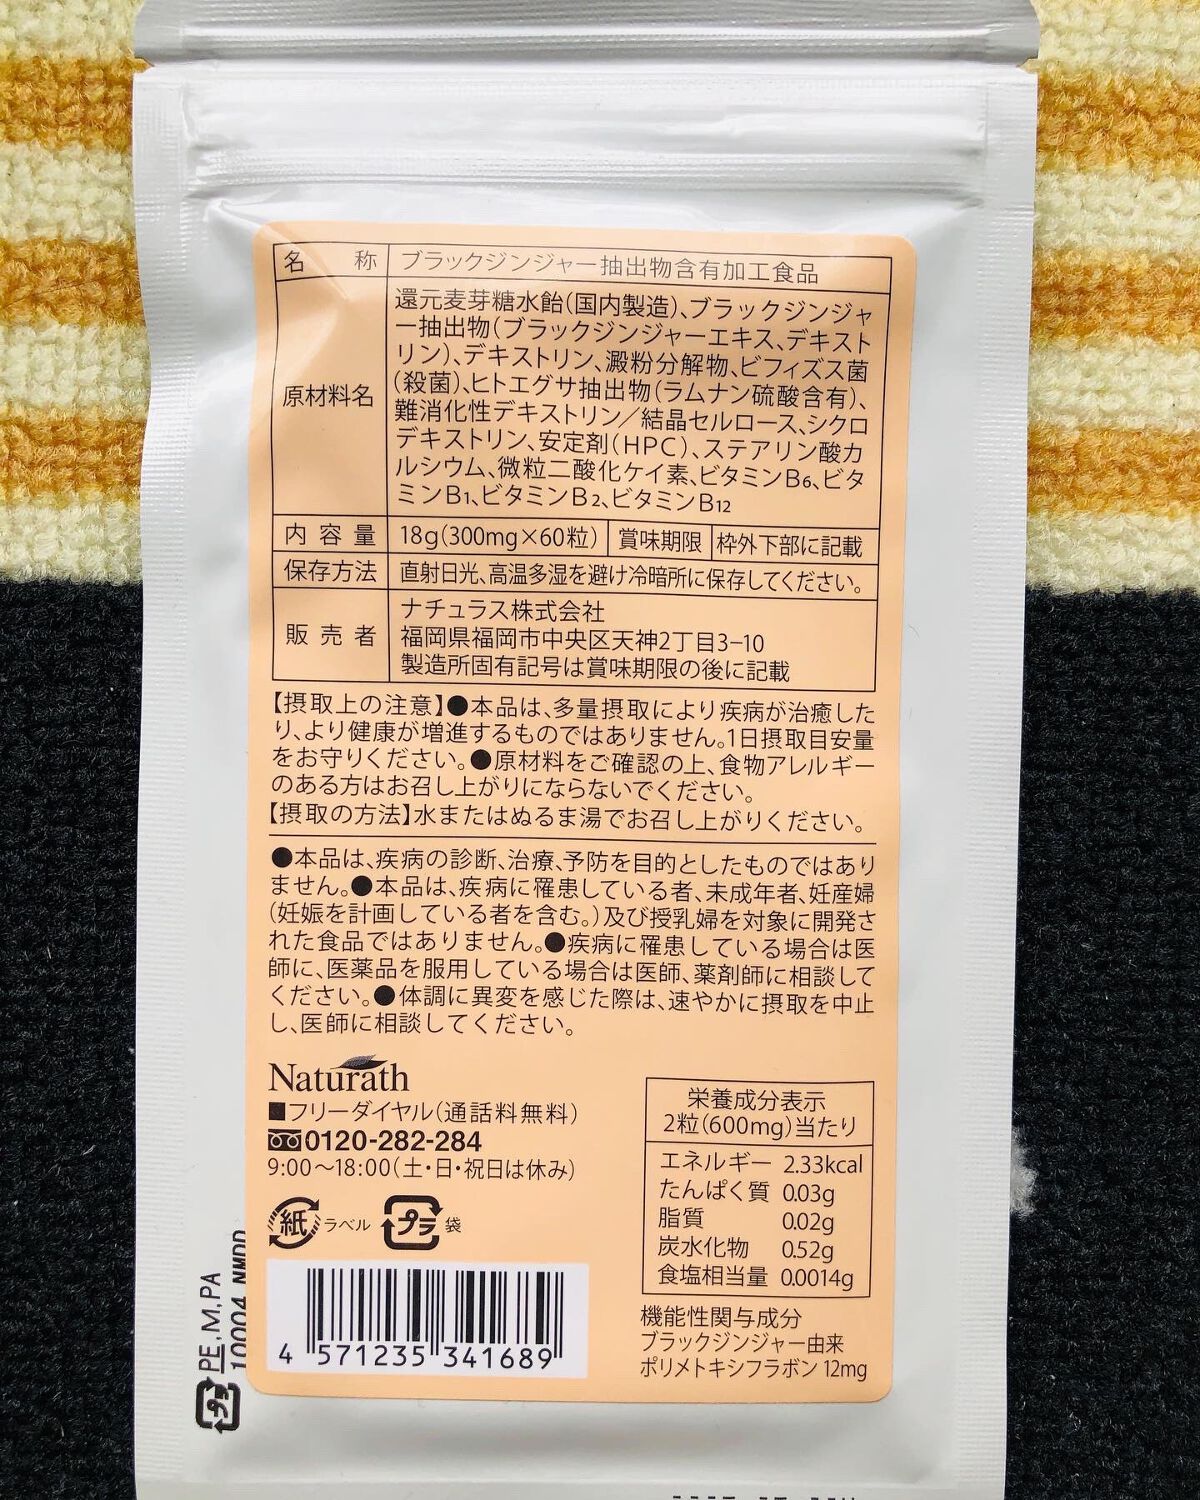 名称 ブラックジンジャー抽出物含有加工食品
原材料名
還元麦芽糖水飴(国内製造)、ブラックジンジャ
ー抽出物(ブラックジンジャーエキス、デキスト
リン)、デキストリン、澱粉分解物、ビフィズス菌
(殺菌)、ヒトエグサ抽出物(ラムナン硫酸含有)、
難消化性デキストリン/結晶セルロース、シクロ
デキストリン、安定剤(HPC)、ステアリン酸カ
ルシウム、微粒二酸化ケイ素、ビタミンB6、ビタ
ミンB1、ビタミンB2、ビタミンB12
内容量 18g(300mg×60粒) 賞味期限 枠外下部に記載
保存方法 直射日光、高温多湿を避け冷暗所に保存してください。
販売者
ナチュラス株式会社
福岡県福岡市中央区天神2丁目3−10
製造所固有記号は賞味期限の後に記載
【摂取上の注意】●本品は、多量摂取により疾病が治癒した
り、より健康が増進するものではありません。1日摂取目安量
をお守りください。●原材料をご確認の上、食物アレルギー
のある方はお召し上がりにならないでください。
【摂取の方法】水またはぬるま湯でお召し上がりください。
●本品は、疾病の診断、治療、予防を目的としたものではあり
ません。●本品は、疾病に罹患している者、未成年者、妊産婦
(妊娠を計画している者を含む。)及び授乳婦を対象に開発さ
れた食品ではありません。●疾病に罹患している場合は医
師に、医薬品を服用している場合は医師、薬剤師に相談して
ください。●体調に異変を感じた際は、速やかに摂取を中止
し、医師に相談してください。
Naturath
■フリーダイヤル(通話料無料)
0120-282-284
9:00〜18:00(土・日・祝日は休み)
紙 ラベル プラ 袋
4 571235 341689
栄養成分表示
2粒(600mg)当たり
エネルギー 2.33kcal
たんぱく質 0.03g
脂質 0.02g
炭水化物 0.52g
食塩相当量 0.0014g
機能性関与成分
ブラックジンジャー由来
ポリメトキシフラボン 12mg
プラ PE,M,PA
10004 NMDD